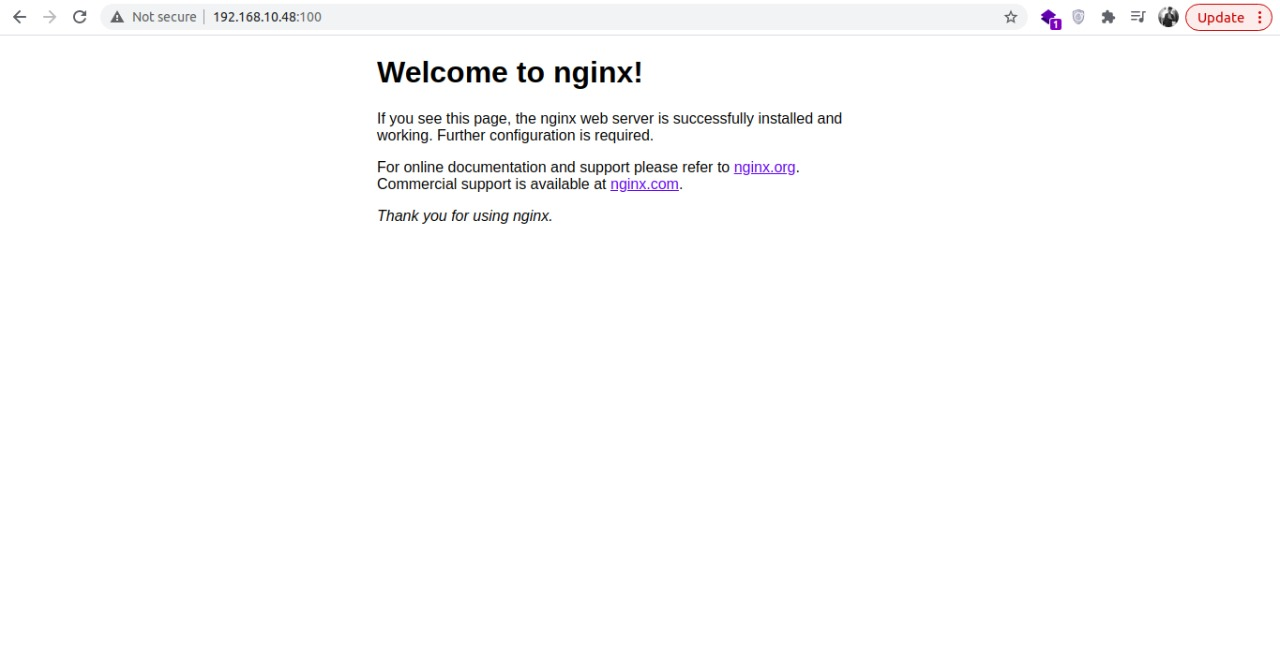 Not secure 192.168.10.48:100
1
Update
Welcome to nginx!
If you see this page, the nginx web server is successfully installed and
working. Further configuration is required.
For online documentation and support please refer to nginx.org.
Commercial support is available at nginx.com.
Thank you for using nginx.